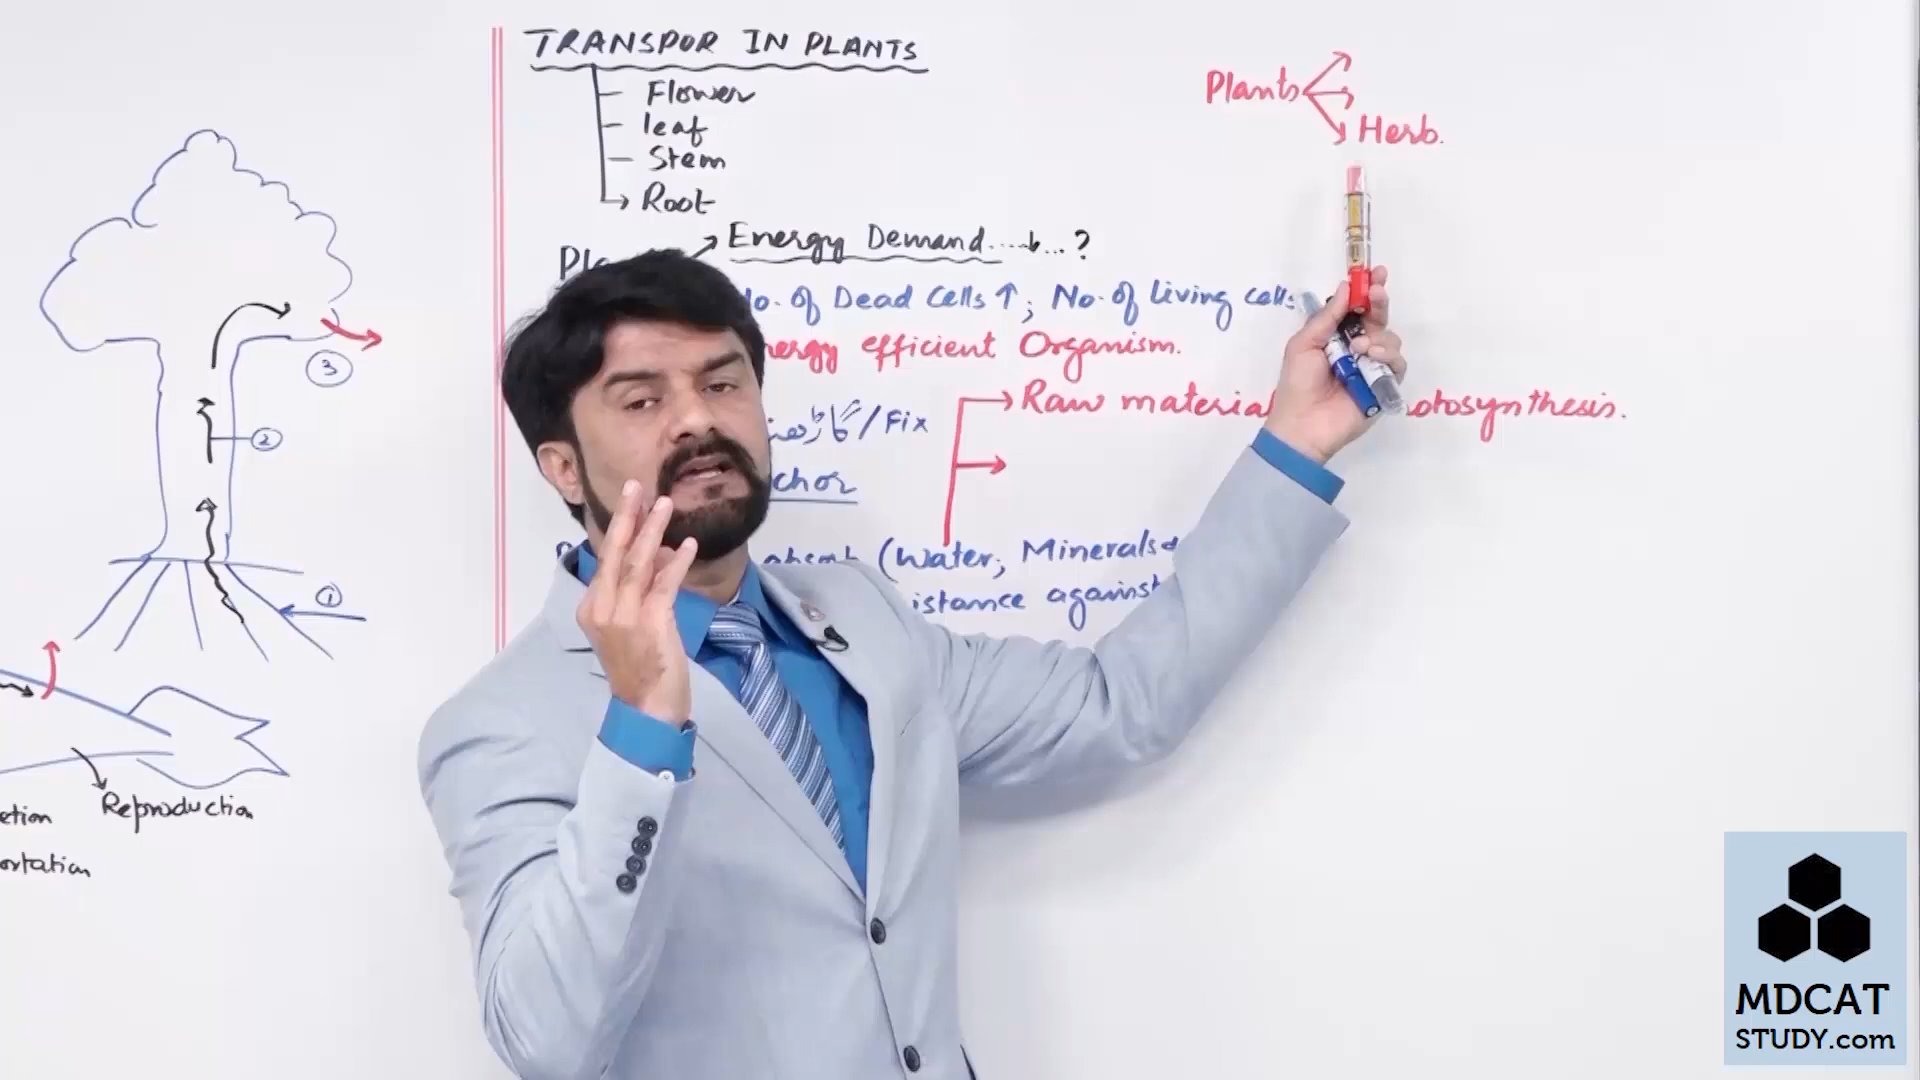 TRANSPOR IN PLANTS
Flower
leaf
Stem
Root
Energy Demand.....?
No. of Dead Cells ↑; No. of living cells
energy efficient Organism.
/Fix
Raw material
otosynthesis.
chor
absorb (Water; Minerals
istance against
Plants
Herb.
3
2
1
Reproduction
etion
ortation
MDCAT
STUDY.com